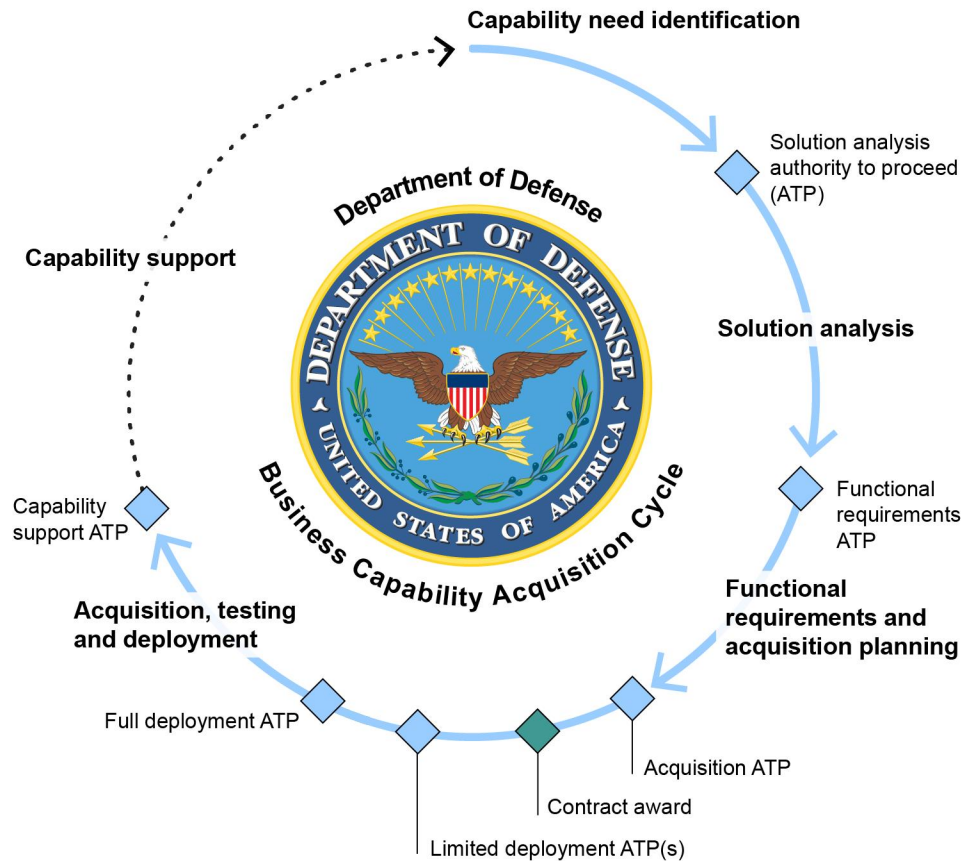 Capability need identification
Solution analysis
authority to proceed
(ATP)
Solution analysis
Functional
requirements
ATP
Functional
requirements and
acquisition planning
Acquisition ATP
Contract award
Limited deployment ATP(s)
Full deployment ATP
Acquisition, testing
and deployment
Capability
support ATP
Capability support
Department of Defense
DEPARTMENT OF DEFENSE
UNITED STATES OF AMERICA
Business Capability Acquisition Cycle